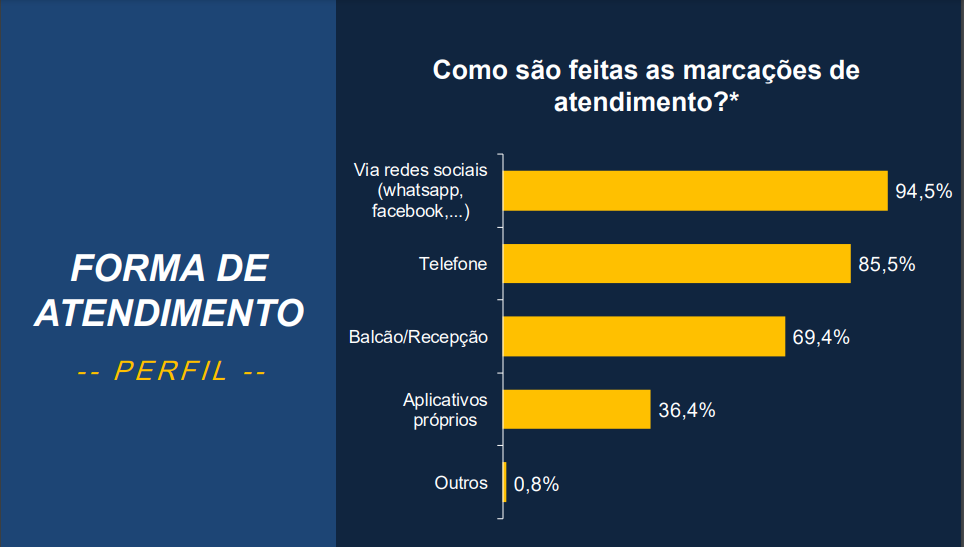 FORMA DE
ATENDIMENTO
-- PERFIL --
Como são feitas as marcações de
atendimento?*
Via redes sociais
(whatsapp,
facebook,...)
94,5%
Telefone
85,5%
Balcão/Recepção
69,4%
Aplicativos
próprios
36,4%
Outros
0,8%